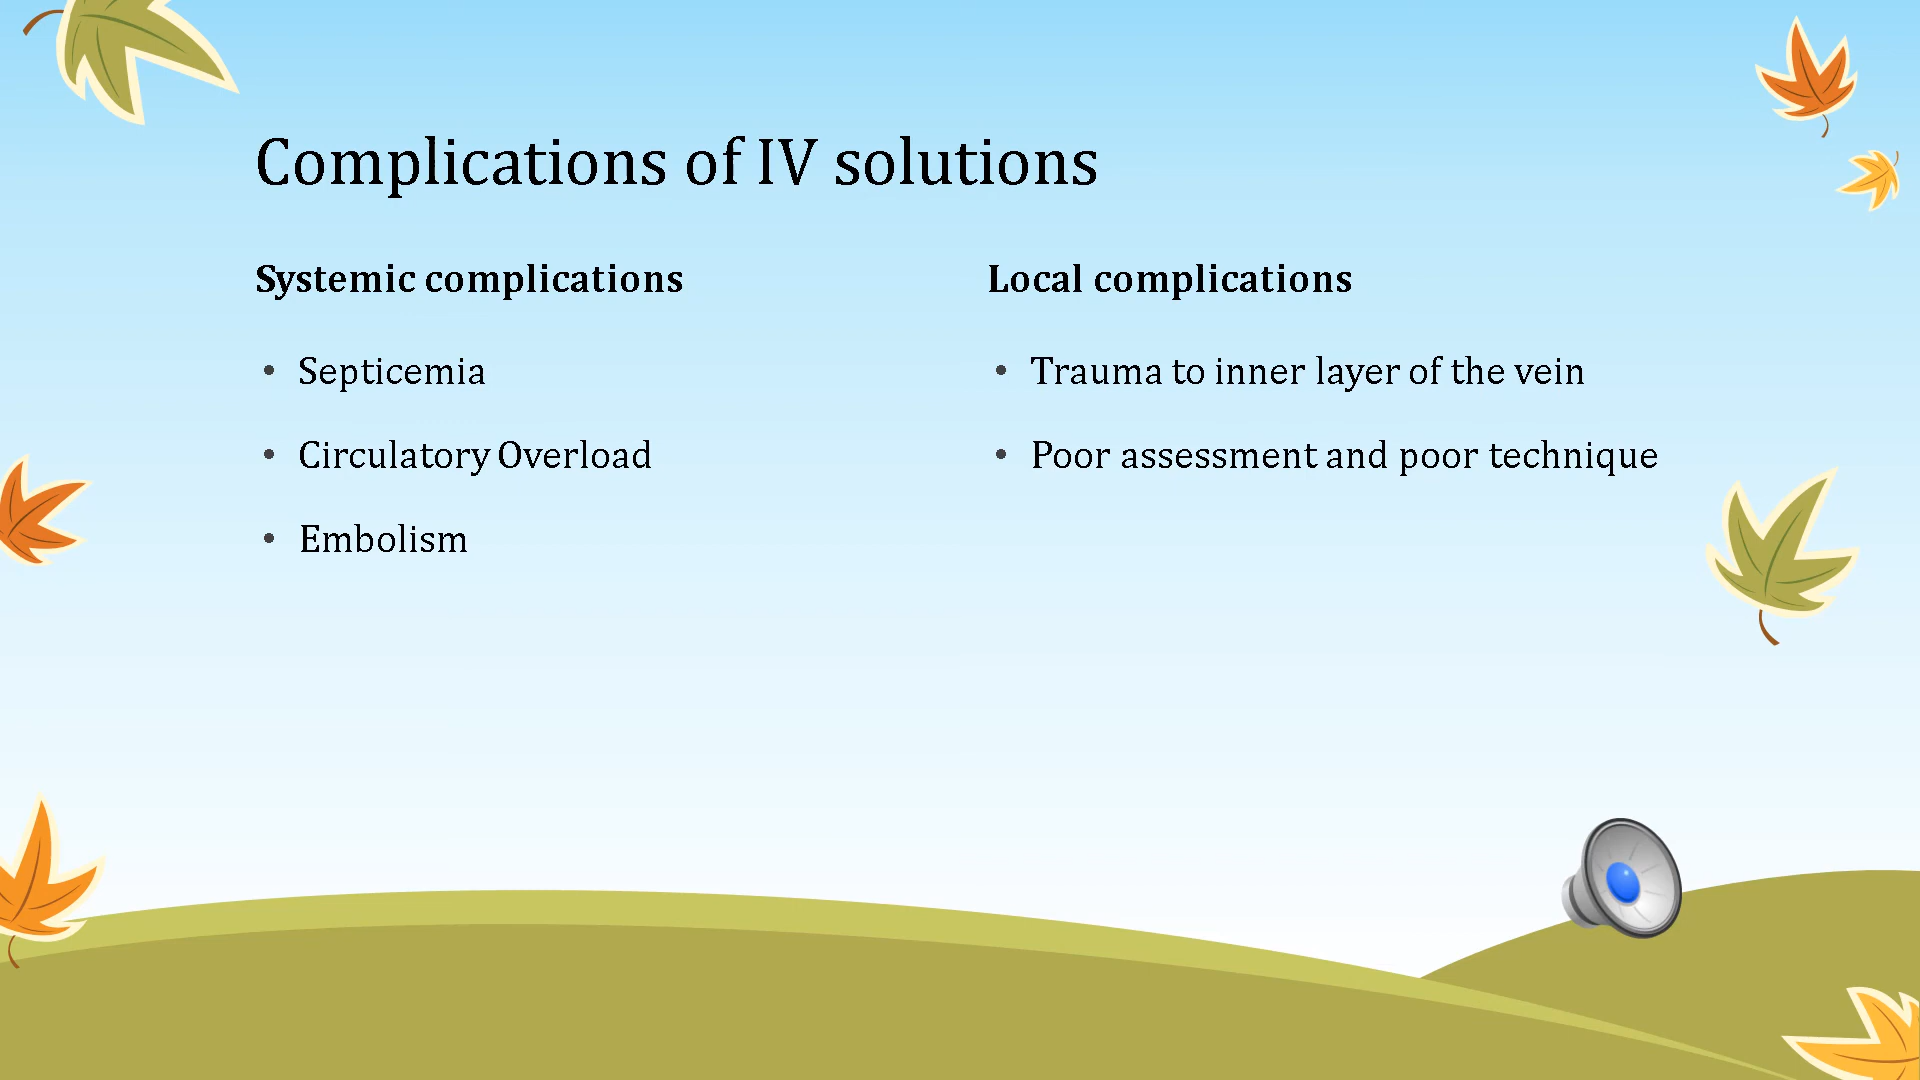 Complications of IV solutions
Systemic complications
• Septicemia
• Circulatory Overload
• Embolism
Local complications
• Trauma to inner layer of the vein
• Poor assessment and poor technique